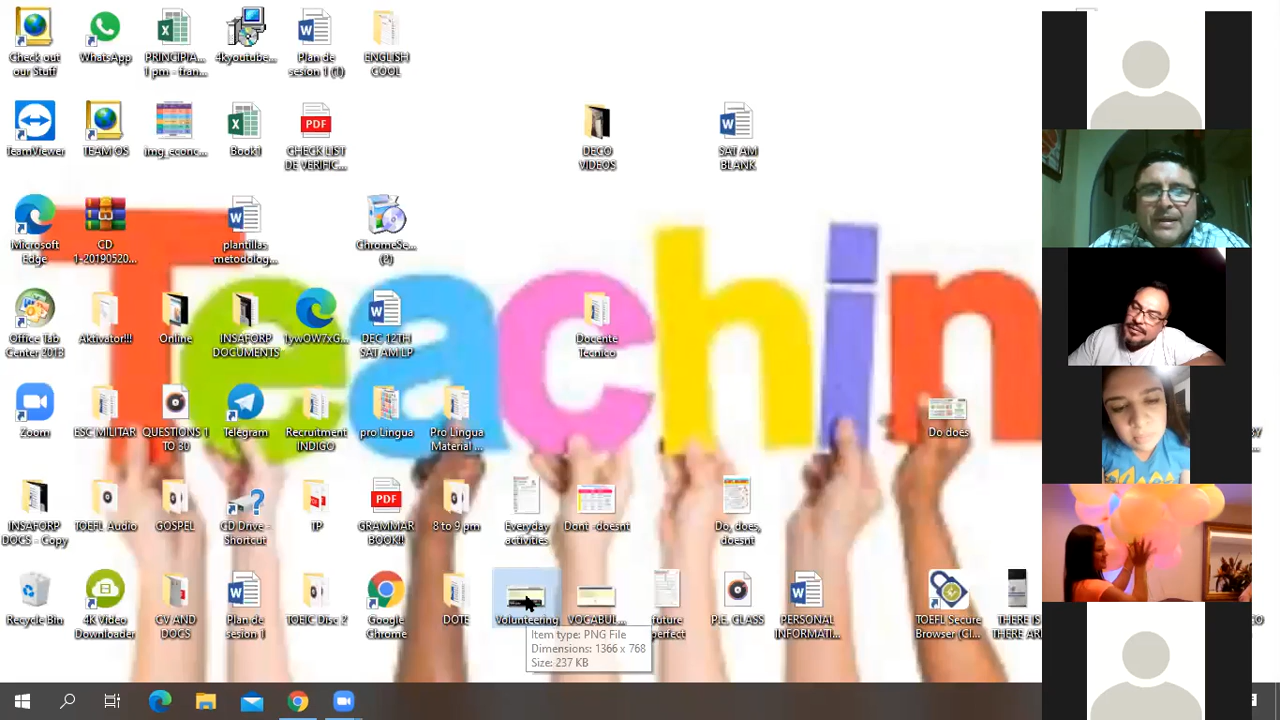 Check out
our Stuff
WhatsApp
PRINCIPIA...
1 pm - fran...
4kyoutube...
Plan de
sesion 1 (1)
ENGLISH
COOL
TeamViewer
TEAM OS
img_econc...
Book1
PDF
CHECK LIST
DE VERIFIC...
DECO
VIDEOS
SAT AM
BLANK
Microsoft
Edge
CD
1-20190520...
plantillas
metodolog...
ChromeSe...
(2)
Teachin
Office Tab
Center 2013
Aktivator!!!
Online
INSAFORP
DOCUMENTS
1ywOW7xG...
DEC 12TH
SAT AM LP
Docente
Tecnico
Zoom
ESC MILITAR
QUESTIONS 1
TO 30
Telegram
Recruitment
INDIGO
pro Lingua
Pro Lingua
Material ...
Do does
INSAFORP
DOCS - Copy
TOEFL Audio
GOSPEL
CD Drive -
Shortcut
TP
PDF
GRAMMAR
BOOK!!
8 to 9 pm
Everyday
activities
Dont -doesnt
Do, does,
doesnt
Recycle Bin
4K Video
Downloader
CV AND
DOCS
Plan de
sesion 1
TOEIC Disc 2
Google
Chrome
DOTE
Volunteering
VOCABUL...
future
perfect
P.E. CLASS
PERSONAL
INFORMATI...
TOEFL Secure
Browser (GI...
THERE IS
THERE AR
Item type: PNG File
Dimensions: 1366 x 768
Size: 237 KB